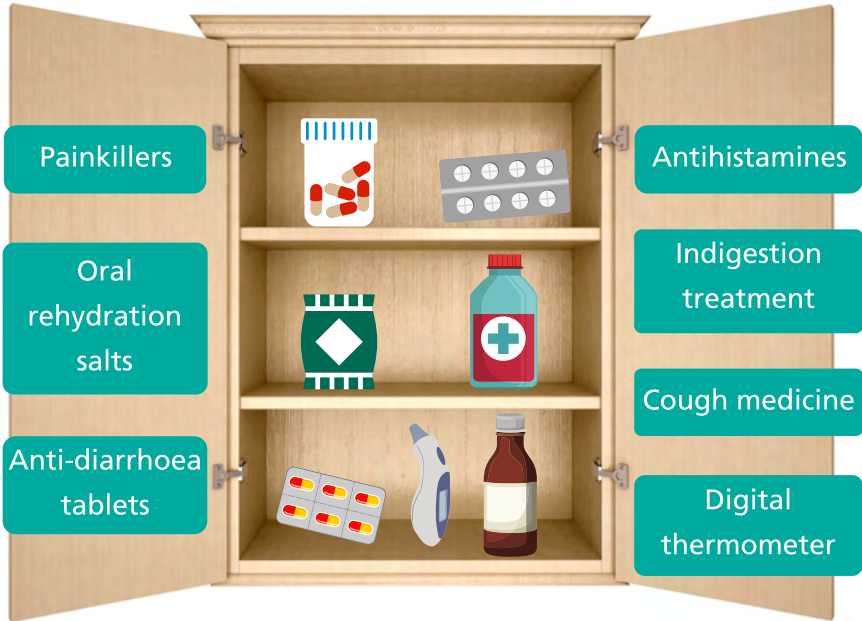 Painkillers
Oral
rehydration
salts
Anti-diarrhoea
tablets
Antihistamines
Indigestion
treatment
Cough medicine
Digital
thermometer